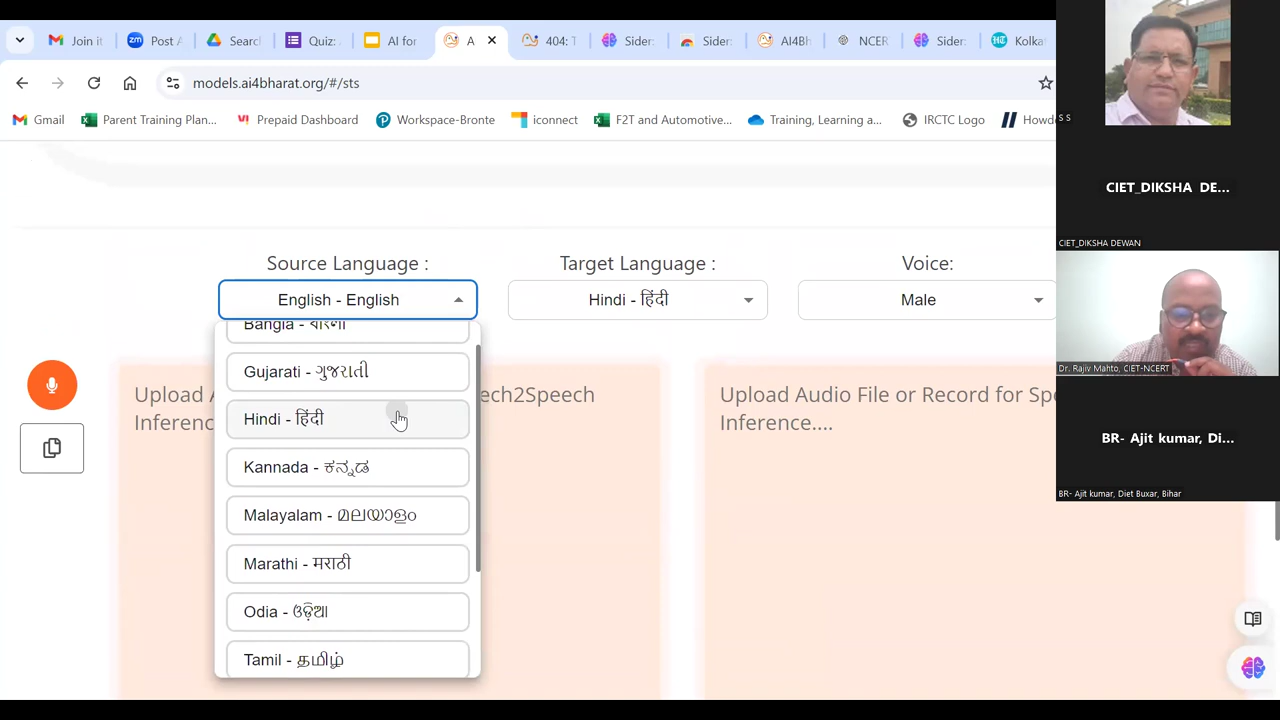 Join it
Post A
Searc
Quiz:
AI for
A
404: T
Sider:
Sider:
AI4Bh
NCER
Sider:
Kolka
models.ai4bharat.org/#/sts
Gmail
Parent Training Plan...
Prepaid Dashboard
Workspace-Bronte
iconnect
F2T and Automotive...
Training, Learning a...
IRCTC Logo
Howd
S S
CIET_DIKSHA DE...
CIET_DIKSHA DEWAN
Dr. Rajiv Mahto, CIET-NCERT
BR- Ajit kumar, Di...
BR- Ajit kumar, Diet Buxar, Bihar
Source Language :
Target Language :
Voice:
English - English
Hindi - हिंदी
Male
Bangla - বাংলা
Gujarati - ગુજરાતી
Hindi - हिंदी
Kannada - ಕನ್ನಡ
Malayalam - മലയാളം
Marathi - मराठी
Odia - ଓଡ଼ିଆ
Tamil - தமிழ்
Upload A
ech2Speech
Inferenc
Upload Audio File or Record for Spe
Inference....